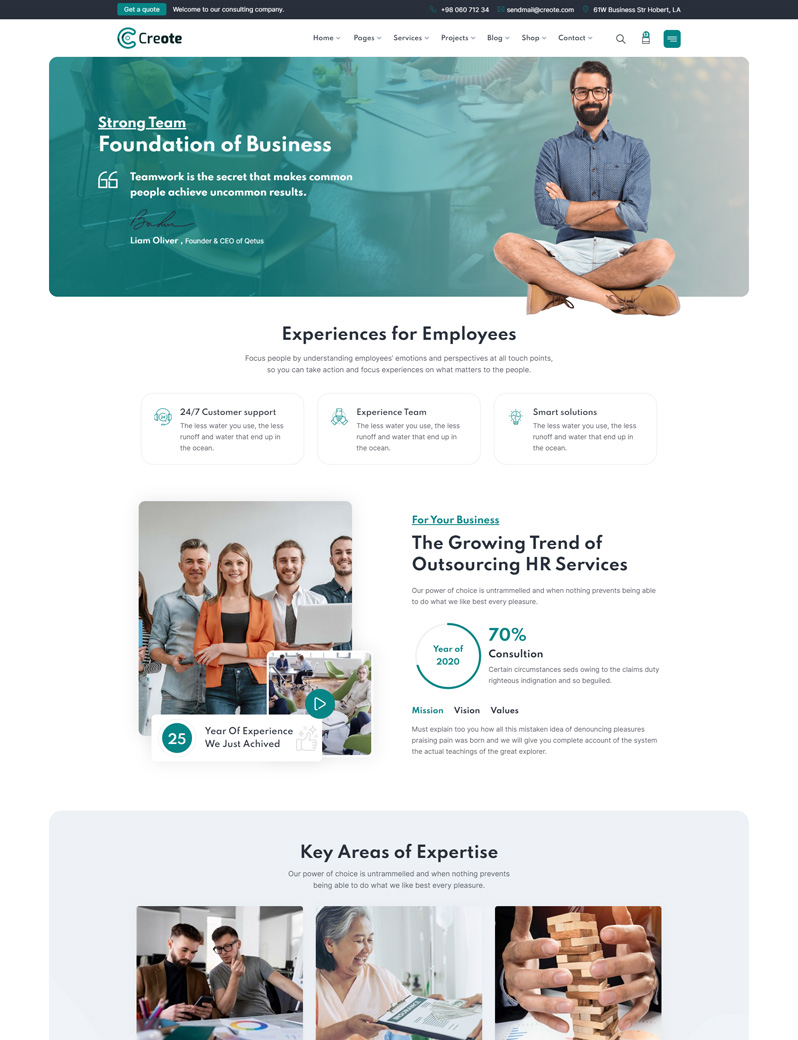 Get a quote Welcome to our consulting company. +98 060 712 34 sendmail@creote.com 61W Business Str Hobert, LA
Creote Home Pages Services Projects Blog Shop Contact
Strong Team
Foundation of Business
Teamwork is the secret that makes common
people achieve uncommon results.
Liam Oliver , Founder & CEO of Qetus
Experiences for Employees
Focus people by understanding employees' emotions and perspectives at all touch points,
so you can take action and focus experiences on what matters to the people.
24/7 Customer support
The less water you use, the less
runoff and water that end up in
the ocean.
Experience Team
The less water you use, the less
runoff and water that end up in
the ocean.
Smart solutions
The less water you use, the less
runoff and water that end up in
the ocean.
25
Year Of Experience
We Just Achived
For Your Business
The Growing Trend of
Outsourcing HR Services
Our power of choice is untrammelled and when nothing prevents being able
to do what we like best every pleasure.
Year of
2020
70%
Consultion
Certain circumstances seds owing to the claims duty
righteous indignation and so beguiled.
Mission Vision Values
Must explain too you how all this mistaken idea of denouncing pleasures
praising pain was born and we will give you complete account of the system
the actual teachings of the great explorer.
Key Areas of Expertise
Our power of choice is untrammelled and when nothing prevents
being able to do what we like best every pleasure.